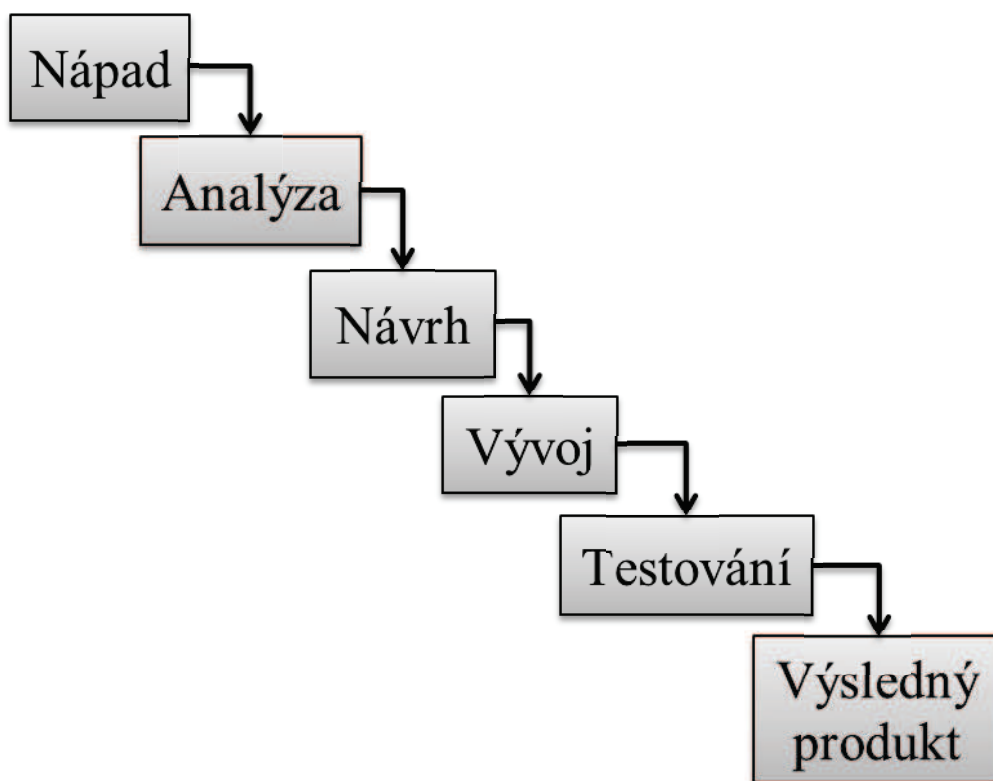 Nápad
Analýza
Návrh
Vývoj
Testování
Výsledný
produkt